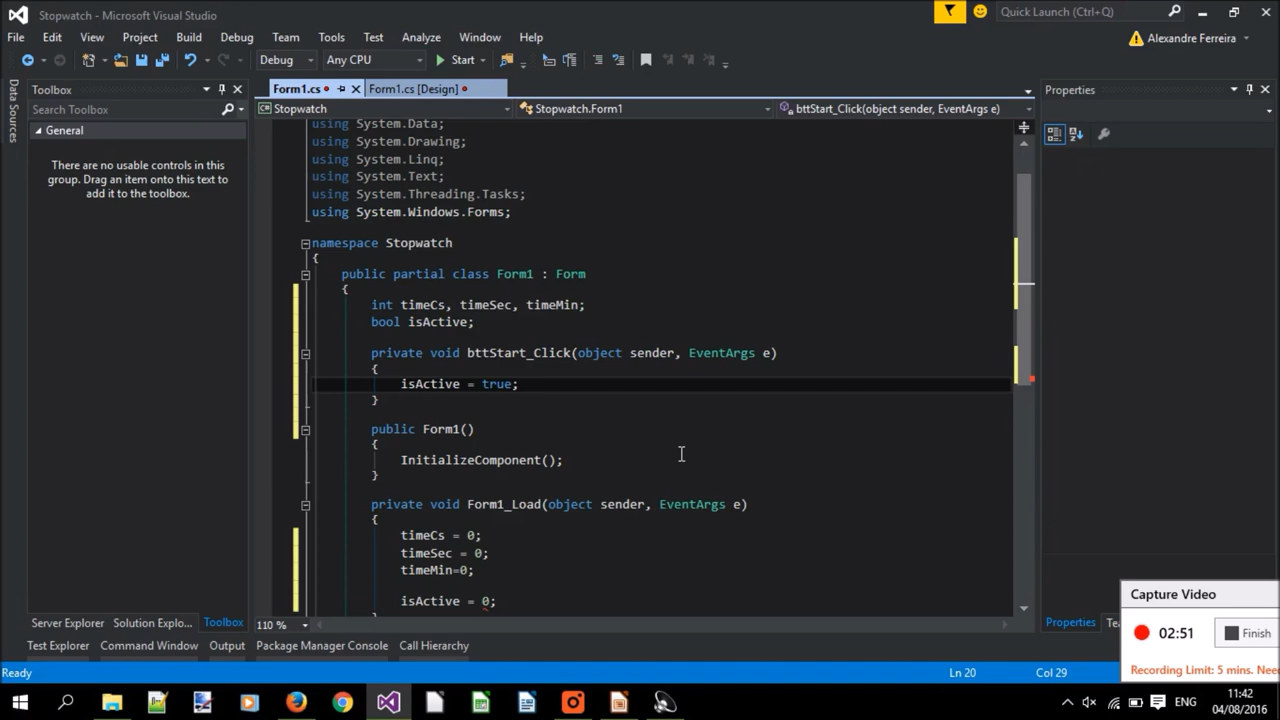 Stopwatch - Microsoft Visual Studio
Quick Launch (Ctrl+Q)
File Edit View Project Build Debug Team Tools Test Analyze Window Help
Alexandre Ferreira
Debug Any CPU Start
Data Sources
Toolbox
Search Toolbox
General
There are no usable controls in this
group. Drag an item onto this text to
add it to the toolbox.
Form1.cs Form1.cs [Design]
Stopwatch Stopwatch.Form1 bttStart_Click(object sender, EventArgs e)
using System.Data;
using System.Drawing;
using System.Linq;
using System.Text;
using System.Threading.Tasks;
using System.Windows.Forms;
namespace Stopwatch
{
public partial class Form1 : Form
{
int timeCs, timeSec, timeMin;
bool isActive;
private void bttStart_Click(object sender, EventArgs e)
{
isActive = true;
}
public Form1()
{
InitializeComponent();
}
private void Form1_Load(object sender, EventArgs e)
{
timeCs = 0;
timeSec = 0;
timeMin=0;
isActive = 0;
110 %
Properties
Capture Video
02:51 Finish
Recording Limit: 5 mins.
Server Explorer Solution Explo... Toolbox
Properties
Test Explorer Command Window Output Package Manager Console Call Hierarchy
Ready Ln 20 Col 29
ENG
11:42
04/08/2016